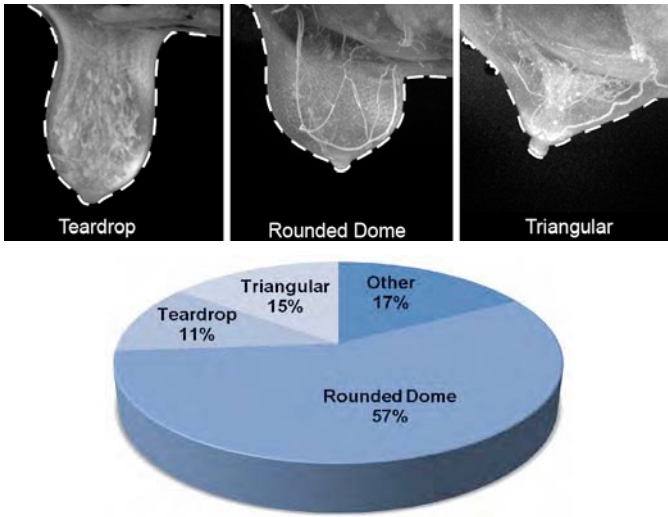 Teardrop
Rounded Dome
Triangular
Triangular
15%
Other
17%
Teardrop
11%
Rounded Dome
57%